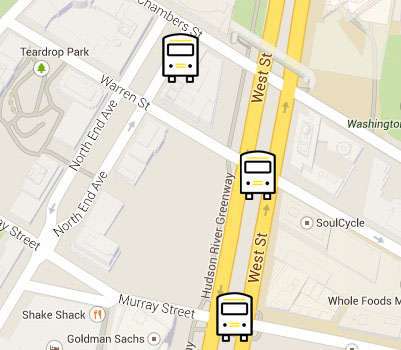 Chambers St
Teardrop Park
West St
Warren St
North End Ave
Washington
North End Ave
Hudson River Greenway
SoulCycle
West St
Murray Street
Whole Foods M
Shake Shack
Goldman Sachs